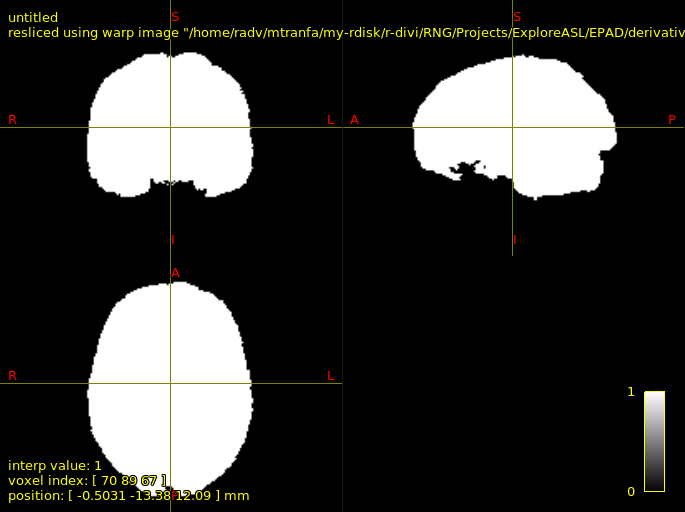 untitled
resliced using warp image "/home/radv/mtranfa/my-rdisk/r-divi/RNG/Projects/ExploreASL/EPAD/derivativ
S S
R L A P
I I
A
R L
1
interp value: 1
voxel index: [ 70 89 67 ]
0
position: [ -0.5031 -13.38 12.09 ] mm